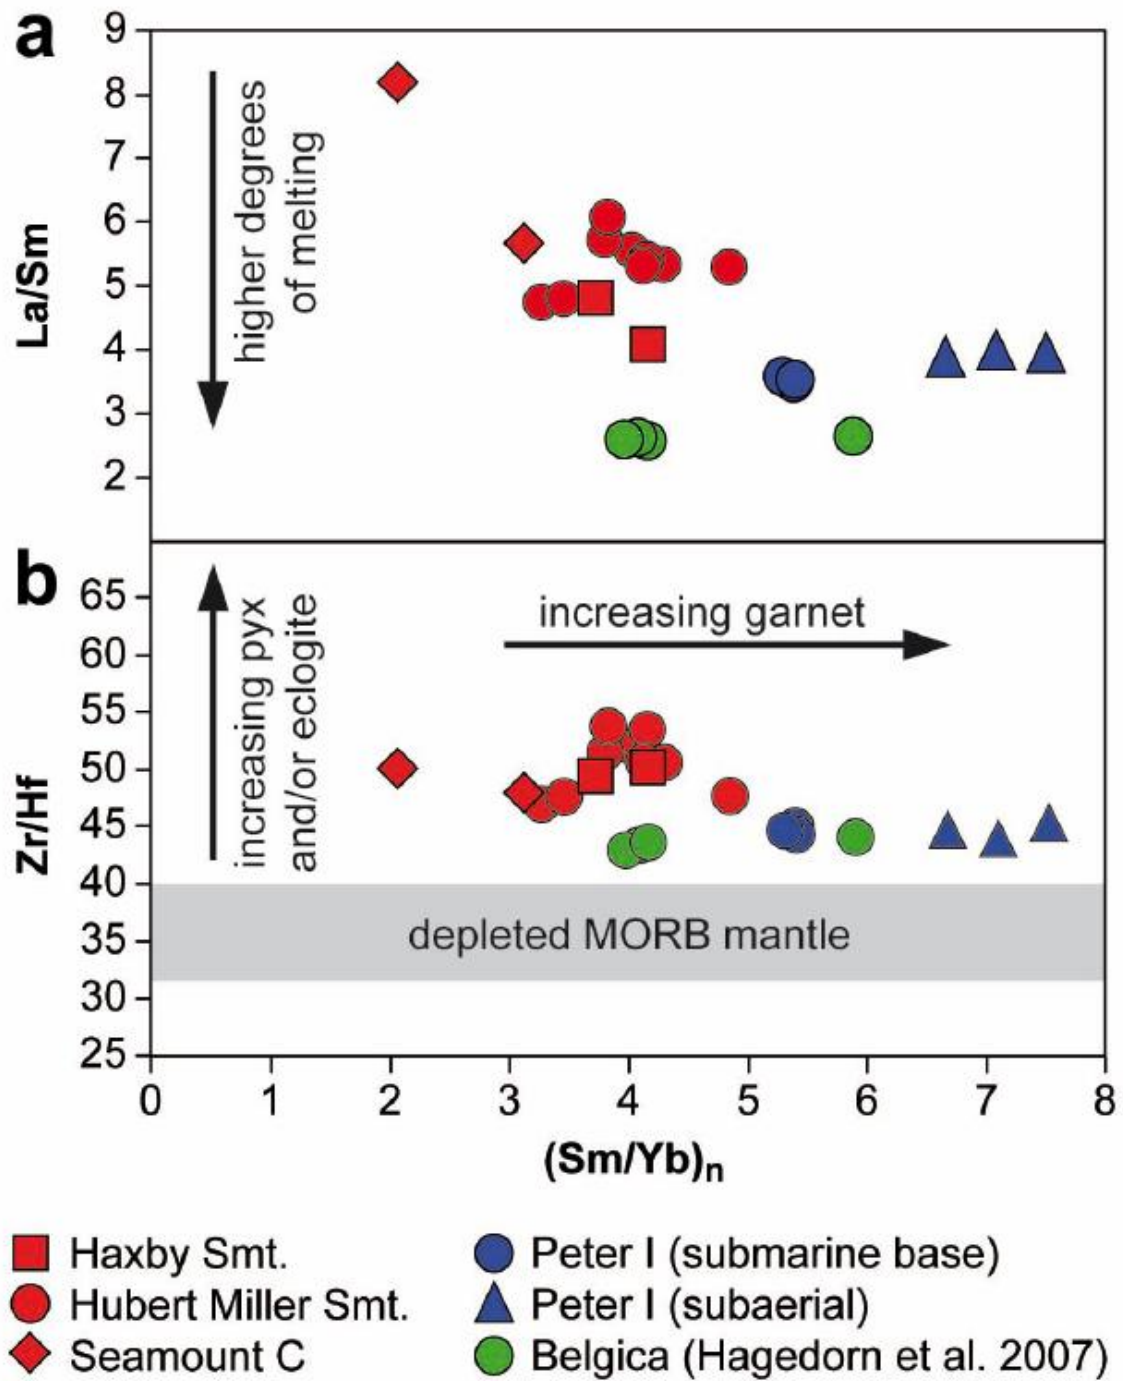 a
9
8
7
6
5
4
3
2
La/Sm
higher degrees
of melting
b
65
60
55
50
45
40
35
30
25
Zr/Hf
increasing pyx
and/or eclogite
increasing garnet
depleted MORB mantle
0 1 2 3 4 5 6 7 8
(Sm/Yb)n
Haxby Smt.
Hubert Miller Smt.
Seamount C
Peter I (submarine base)
Peter I (subaerial)
Belgica (Hagedorn et al. 2007)